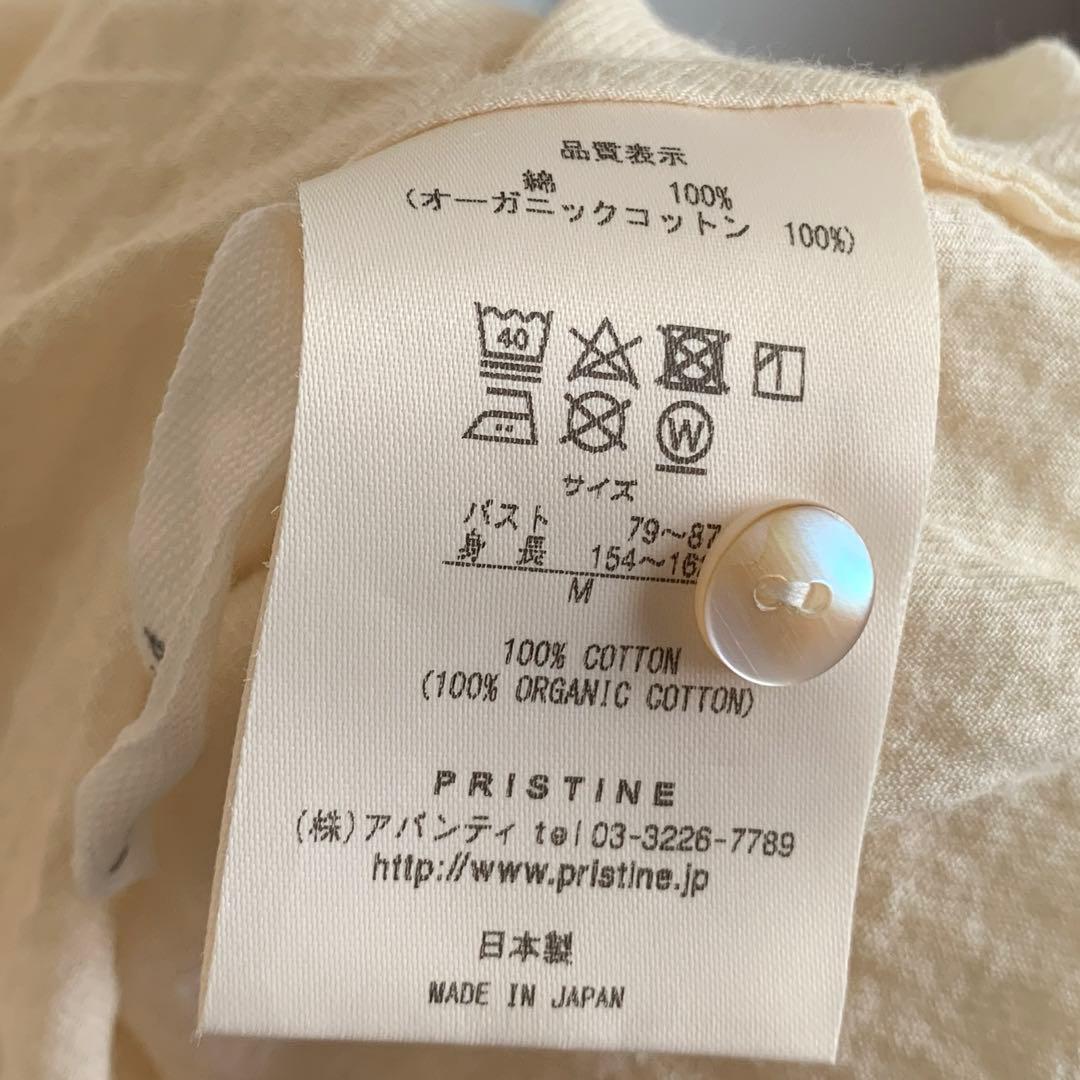 品質表示
綿 100%
(オーガニックコットン 100%)
40
W
サイズ
バスト 79〜87
身長 154〜16
M
100% COTTON
(100% ORGANIC COTTON)
PRISTINE
(株)アバンティ tel 03-3226-7789
http://www.pristine.jp
日本製
MADE IN JAPAN